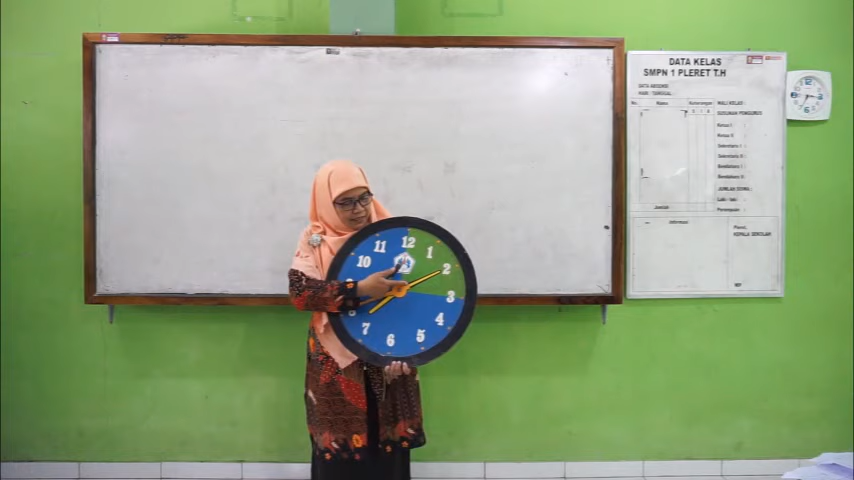 DATA KELAS
SMPN 1 PLERET T.H
DATA ABSENSI
HARI / TANGGAL
No. Nama Keterangan WALI KELAS
S I A
SUSUNAN PENGURUS
Ketua I
Ketua II
Sekretaris I
Sekretaris II
Bendahara I
Bendahara II
JUMLAH SISWA
Laki - laki
Perempuan
Jumlah
Informasi
Pleret,
KEPALA SEKOLAH
NIP
12
1
2
3
4
5
6
7
10
11